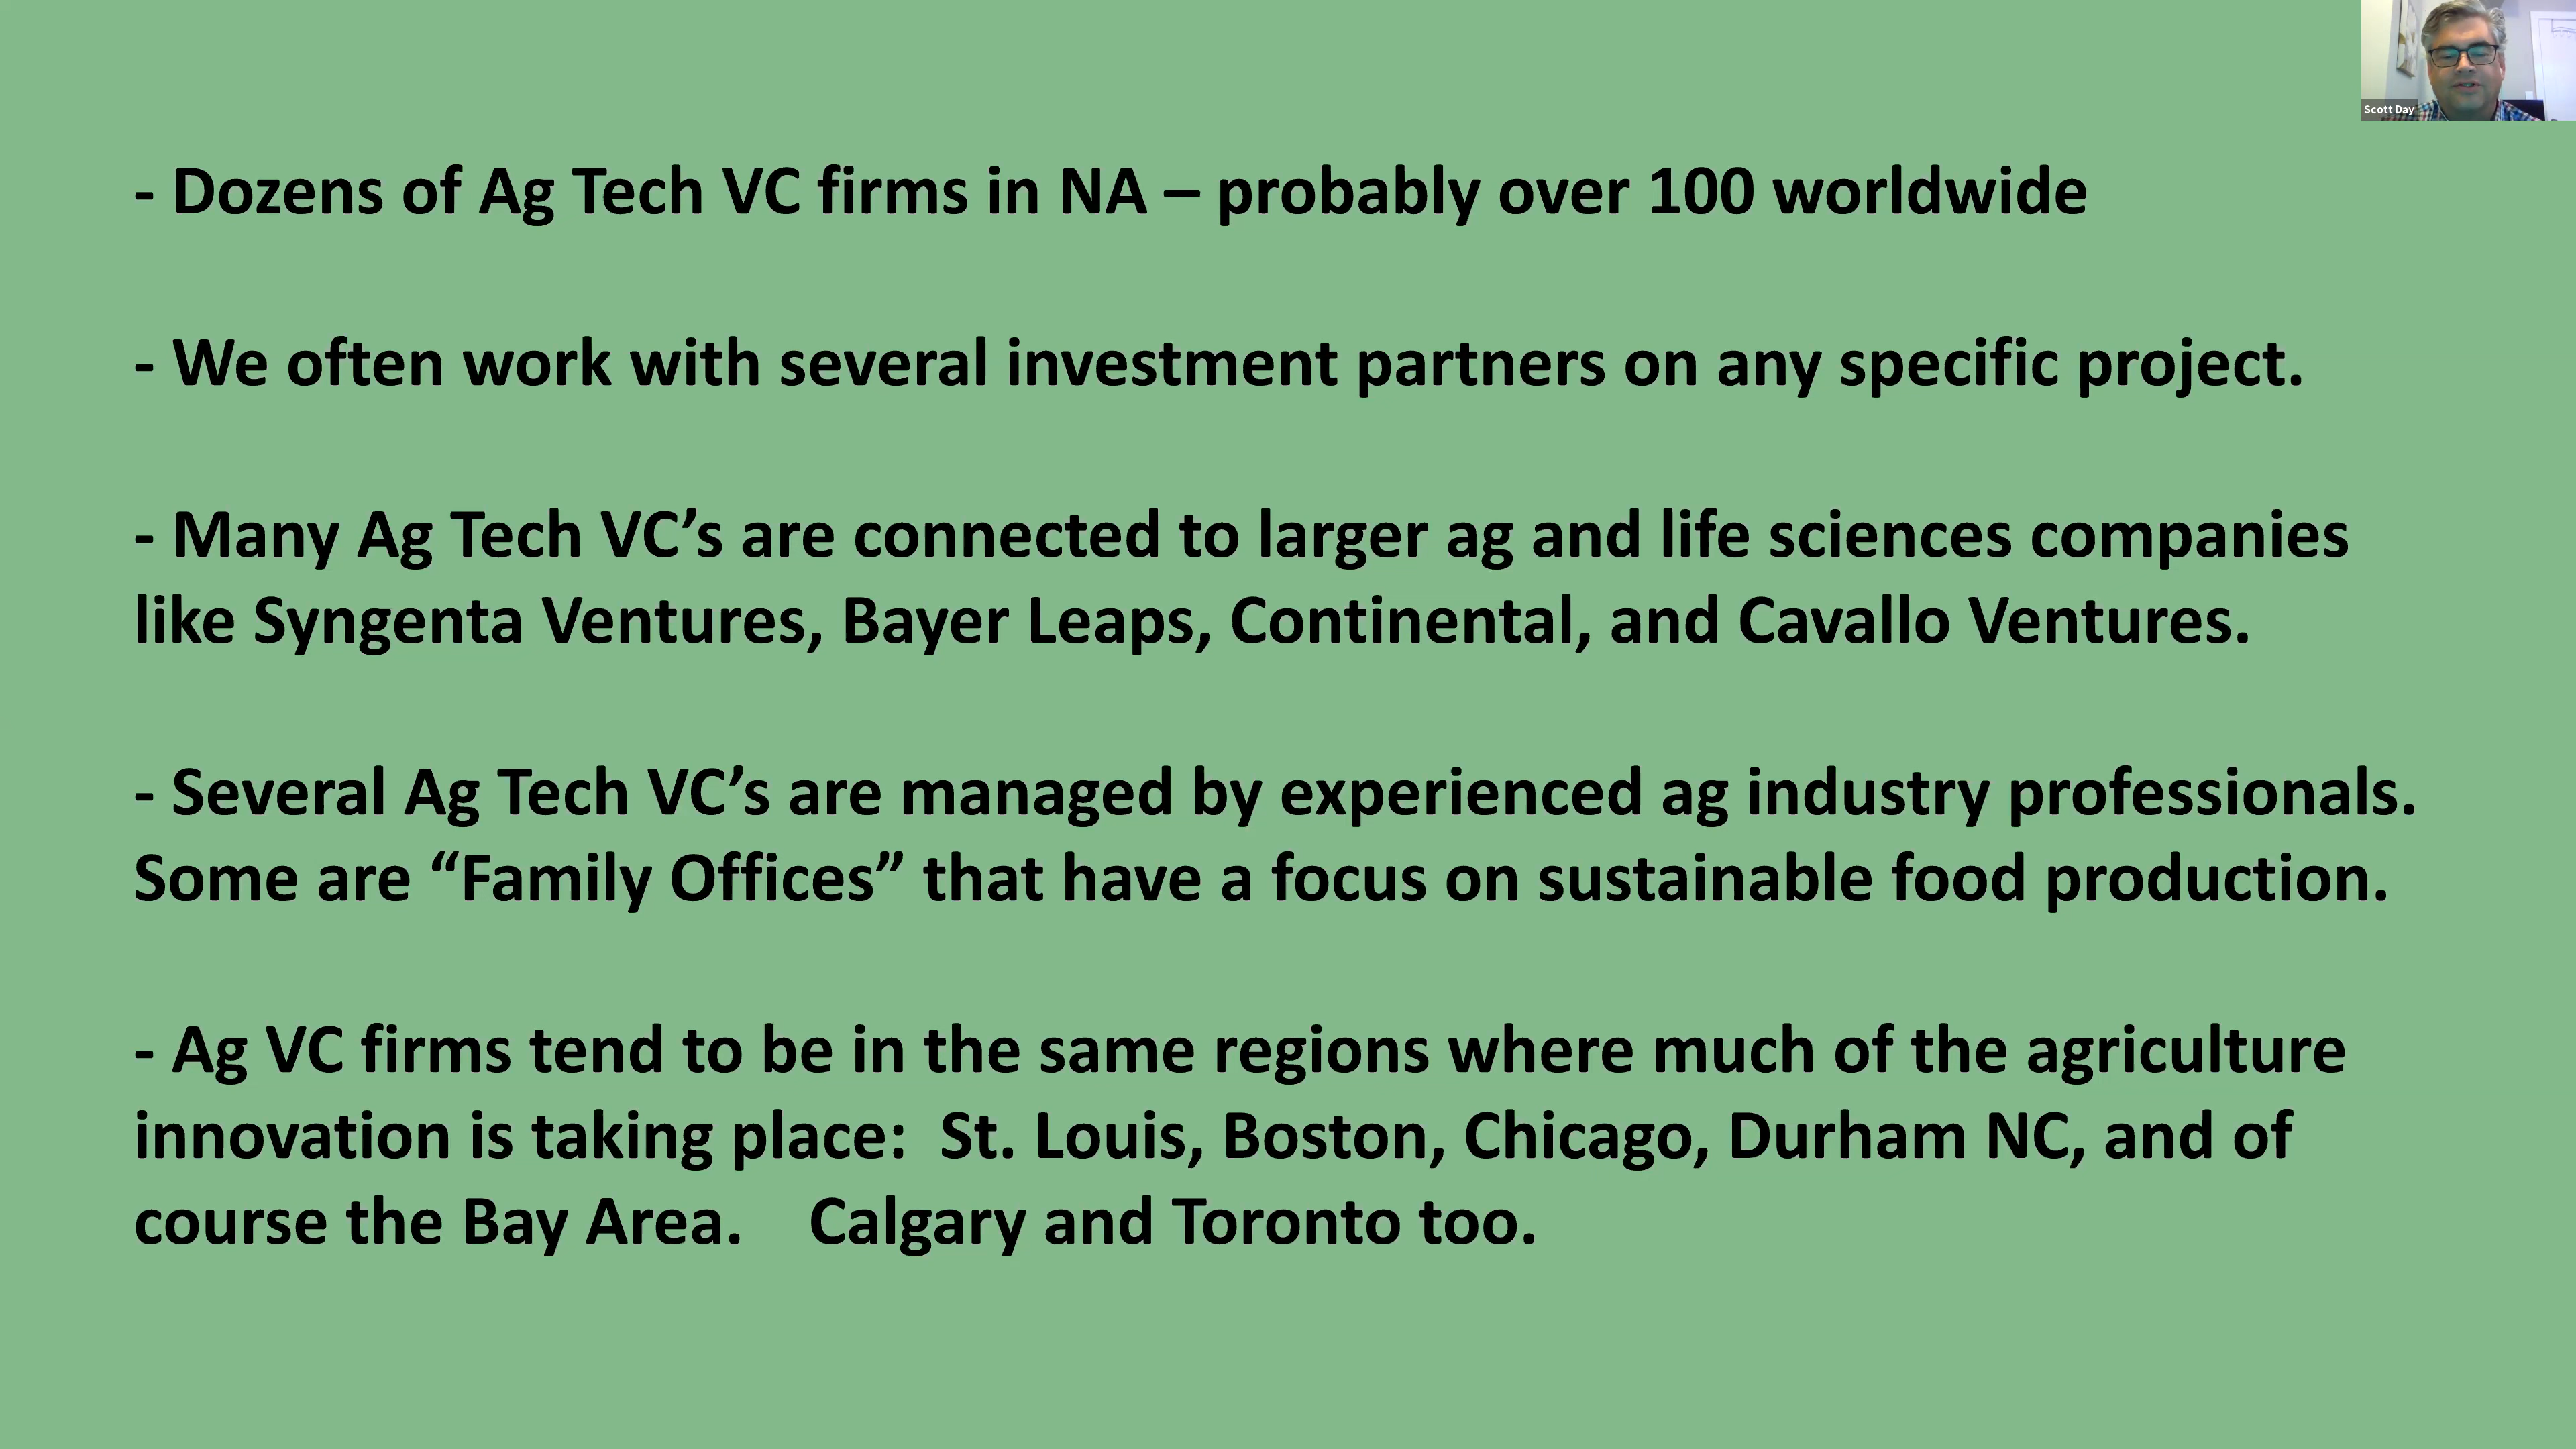 Scott Day
- Dozens of Ag Tech VC firms in NA – probably over 100 worldwide
- We often work with several investment partners on any specific project.
- Many Ag Tech VC’s are connected to larger ag and life sciences companies
like Syngenta Ventures, Bayer Leaps, Continental, and Cavallo Ventures.
- Several Ag Tech VC’s are managed by experienced ag industry professionals.
Some are “Family Offices” that have a focus on sustainable food production.
- Ag VC firms tend to be in the same regions where much of the agriculture
innovation is taking place:  St. Louis, Boston, Chicago, Durham NC, and of
course the Bay Area.    Calgary and Toronto too.